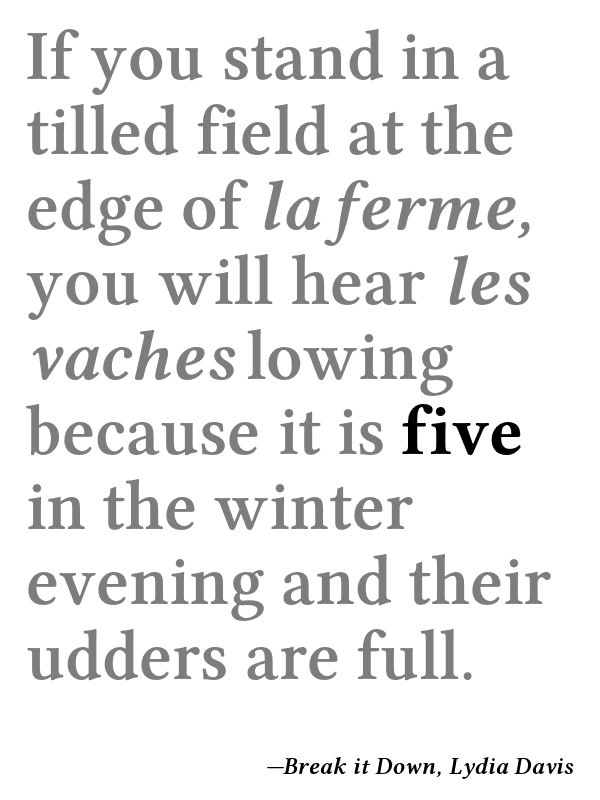 If you stand in a
tilled field at the
edge of la ferme,
you will hear les
vaches lowing
because it is five
in the winter
evening and their
udders are full.
—Break it Down, Lydia Davis